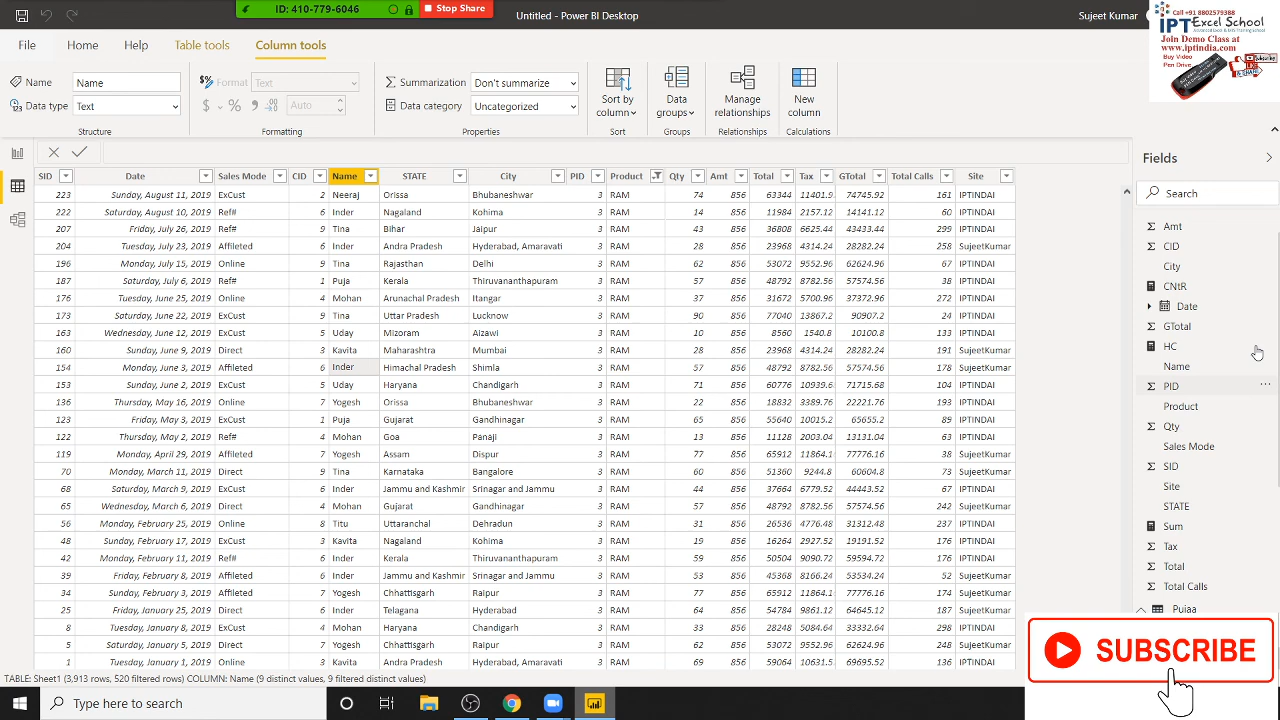 ID: 410-779-6046 Stop Share
Untitled - Power BI Desktop
Sujeet Kumar
Call +91 8802579388
IPT Excel School
Advanced Excel & MIS Training School
Join Demo Class at
www.iptindia.com
Buy Video
Pen Drive
File Home Help Table tools Column tools
Name Name
Data type Text
Structure
Format Text
$ % Auto
Formatting
Summarization Don't summarize
Data category Uncategorized
Properties
Sort by column
Sort
Data groups
Groups
Manage relationships
Relationships
New column
Calculations
SID Date Sales Mode CID Name STATE City PID Product Qty Amt Total Tax GTotal Total Calls Site
223 Sunday, August 11, 2019 ExCust 2 Neeraj Orissa Bhubaneshwar 3 RAM 74 856 63344 11401.9 74745.92 161 IPTINDAI
222 Saturday, August 10, 2019 Ref# 6 Inder Nagaland Kohima 3 RAM 14 856 11984 2157.12 14141.12 60 IPTINDAI
207 Friday, July 26, 2019 Ref# 9 Tina Bihar Jaipur 3 RAM 43 856 36808 6625.44 43433.44 299 IPTINDAI
204 Tuesday, July 23, 2019 Affileted 6 Inder Andra Pradesh Hyderabad, Amaravati 3 RAM 28 856 23968 4314.24 28282.24 258 SujeetKumar
196 Monday, July 15, 2019 Online 9 Tina Rajasthan Delhi 3 RAM 62 856 53072 9552.96 62624.96 67 IPTINDAI
187 Saturday, July 6, 2019 Ref# 1 Puja Kerala Thiruvananthapuram 3 RAM 57 856 48792 8782.56 57574.56 38 IPTINDAI
176 Tuesday, June 25, 2019 Online 4 Mohan Arunachal Pradesh Itangar 3 RAM 37 856 31672 5700.96 37372.96 272 IPTINDAI
173 Saturday, June 22, 2019 ExCust 9 Tina Uttar Pradesh Lucknow 3 RAM 90 856 77040 13867.2 90907.2 24 IPTINDAI
163 Wednesday, June 12, 2019 ExCust 5 Uday Mizoram Aizawi 3 RAM 10 856 8560 1540.8 10100.8 133 IPTINDAI
160 Sunday, June 9, 2019 Direct 3 Kavita Maharashtra Mumbai 3 RAM 28 856 23968 4314.24 28282.24 191 SujeetKumar
154 Monday, June 3, 2019 Affileted 6 Inder Himachal Pradesh Shimla 3 RAM 57 856 48792 8782.56 57574.56 178 SujeetKumar
153 Sunday, June 2, 2019 ExCust 5 Uday Haryana Chandigarh 3 RAM 71 856 60776 10939.6 71715.68 104 IPTINDAI
136 Thursday, May 16, 2019 Online 7 Yogesh Orissa Bhubaneshwar 3 RAM 22 856 18832 3389.76 22221.76 193 IPTINDAI
123 Friday, May 3, 2019 ExCust 1 Puja Gujarat Gandhinagar 3 RAM 65 856 55640 10015.2 65655.2 89 IPTINDAI
122 Thursday, May 2, 2019 Ref# 4 Mohan Goa Panaji 3 RAM 13 856 11128 2003.04 13131.04 63 IPTINDAI
119 Monday, April 29, 2019 Affileted 7 Yogesh Assam Dispur 3 RAM 77 856 65912 11864.1 77776.16 38 SujeetKumar
70 Monday, March 11, 2019 Direct 9 Tina Karnataka Bangalore 3 RAM 60 856 51360 9244.8 60604.8 73 SujeetKumar
68 Saturday, March 9, 2019 ExCust 6 Inder Jammu and Kashmir Srinagar and Jammu 3 RAM 44 856 37664 6779.52 44443.52 67 IPTINDAI
65 Wednesday, March 6, 2019 Direct 4 Mohan Gujarat Gandhinagar 3 RAM 57 856 48792 8782.56 57574.56 242 SujeetKumar
56 Monday, February 25, 2019 Online 8 Titu Uttaranchal Dehradun 3 RAM 31 856 26536 4776.48 31312.48 237 IPTINDAI
48 Sunday, February 17, 2019 ExCust 3 Kavita Nagaland Kohima 3 RAM 19 856 16264 2927.52 19191.52 176 IPTINDAI
42 Monday, February 11, 2019 Ref# 6 Inder Kerala Thiruvananthapuram 3 RAM 59 856 50504 9090.72 59594.72 176 IPTINDAI
39 Friday, February 8, 2019 Affileted 6 Inder Jammu and Kashmir Srinagar and Jammu 3 RAM 53 856 45368 8166.24 53534.24 52 SujeetKumar
34 Sunday, February 3, 2019 Affileted 7 Yogesh Chhattisgarh Raipur 3 RAM 77 856 65912 11864.1 77776.16 174 SujeetKumar
25 Friday, January 25, 2019 Direct 6 Inder Telagana Hyderabad 3 RAM 64 856 54784 9861.12 64645.12 187 SujeetKumar
8 Tuesday, January 8, 2019 ExCust 4 Mohan Haryana Chandigarh 3 RAM 33 856 28248 5084.64 33332.64 298 IPTINDAI
5 Saturday, January 5, 2019 Direct 7 Yogesh Chhattisgarh Raipur 3 RAM 62 856 53072 9552.96 62624.96 145 SujeetKumar
1 Tuesday, January 1, 2019 Online 3 Kavita Andra Pradesh Hyderabad, Amaravati 3 RAM 69 856 59064 10631.5 69695.52 136 IPTINDAI
Fields
Search
Amt
CID
City
CNtR
Date
GTotal
HC
Name
PID
Product
Qty
Sales Mode
SID
Site
STATE
Sum
Tax
Total
Total Calls
Pujaa
SUBSCRIBE
TABLE: Sheet1 (3,913 rows, 520 filtered rows) COLUMN: Name (9 distinct values, 9 filtered distinct values)
Type here to search